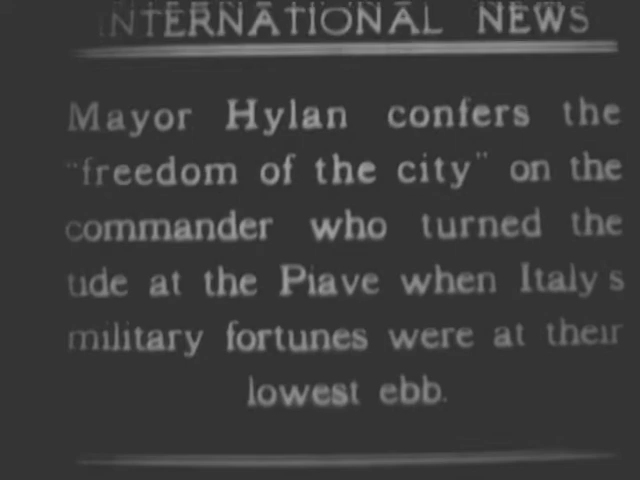 INTERNATIONAL NEWS
Mayor Hylan confers the
"freedom of the city" on the
commander who turned the
tide at the Piave when Italy's
military fortunes were at their
lowest ebb.